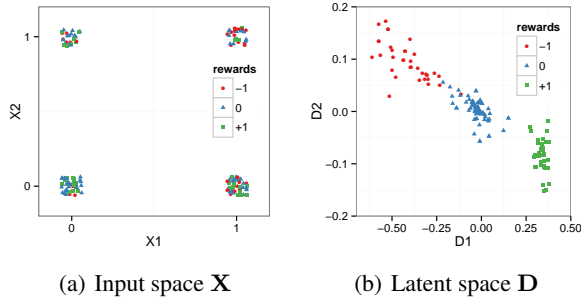 1
0
X2
0
1
X1
rewards
−1
0
+1
(a) Input space X
0.2
0.1
0.0
−0.1
−0.2
D2
−0.50
−0.25
0.00
0.25
0.50
D1
rewards
−1
0
+1
(b) Latent space D